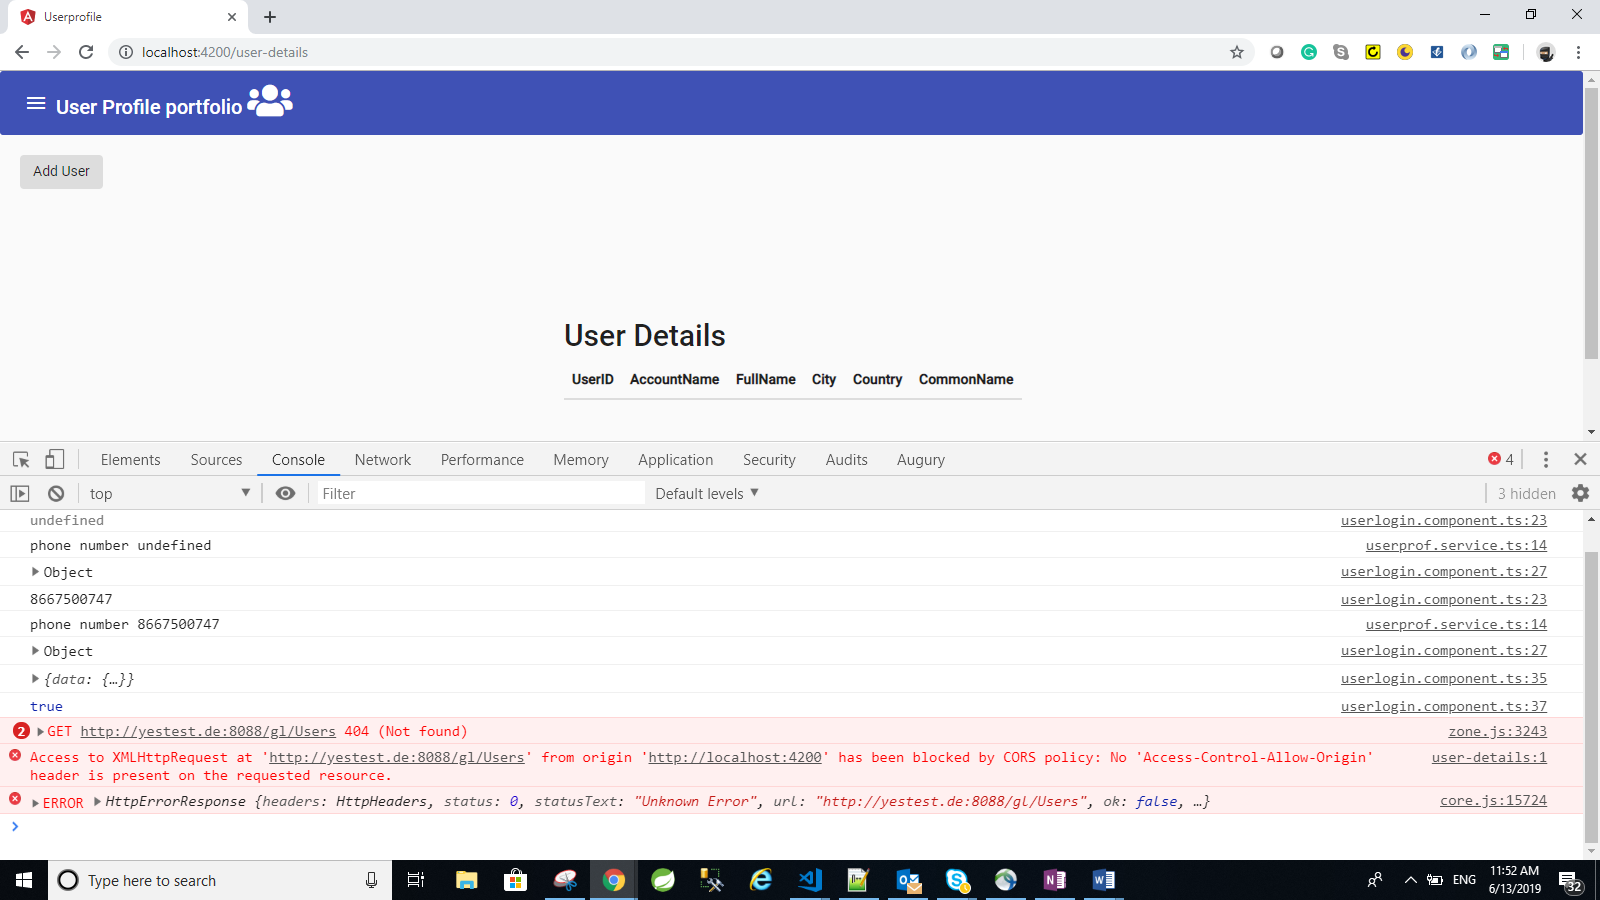 Userprofile
localhost:4200/user-details
User Profile portfolio
Add User
User Details
UserID AccountName FullName City Country CommonName
Elements Sources Console Network Performance Memory Application Security Audits Augury 4
top Filter Default levels 3 hidden
undefined userlogin.component.ts:23
phone number undefined userprof.service.ts:14
Object userlogin.component.ts:27
8667500747 userlogin.component.ts:23
phone number 8667500747 userprof.service.ts:14
Object userlogin.component.ts:27
{data: {…}} userlogin.component.ts:35
true userlogin.component.ts:37
2 GET http://yestest.de:8088/gl/Users 404 (Not found) zone.js:3243
Access to XMLHttpRequest at 'http://yestest.de:8088/gl/Users' from origin 'http://localhost:4200' has been blocked by CORS policy: No 'Access-Control-Allow-Origin' user-details:1
header is present on the requested resource.
ERROR HttpErrorResponse {headers: HttpHeaders, status: 0, statusText: "Unknown Error", url: "http://yestest.de:8088/gl/Users", ok: false, …} core.js:15724
Type here to search
ENG
11:52 AM
6/13/2019
32